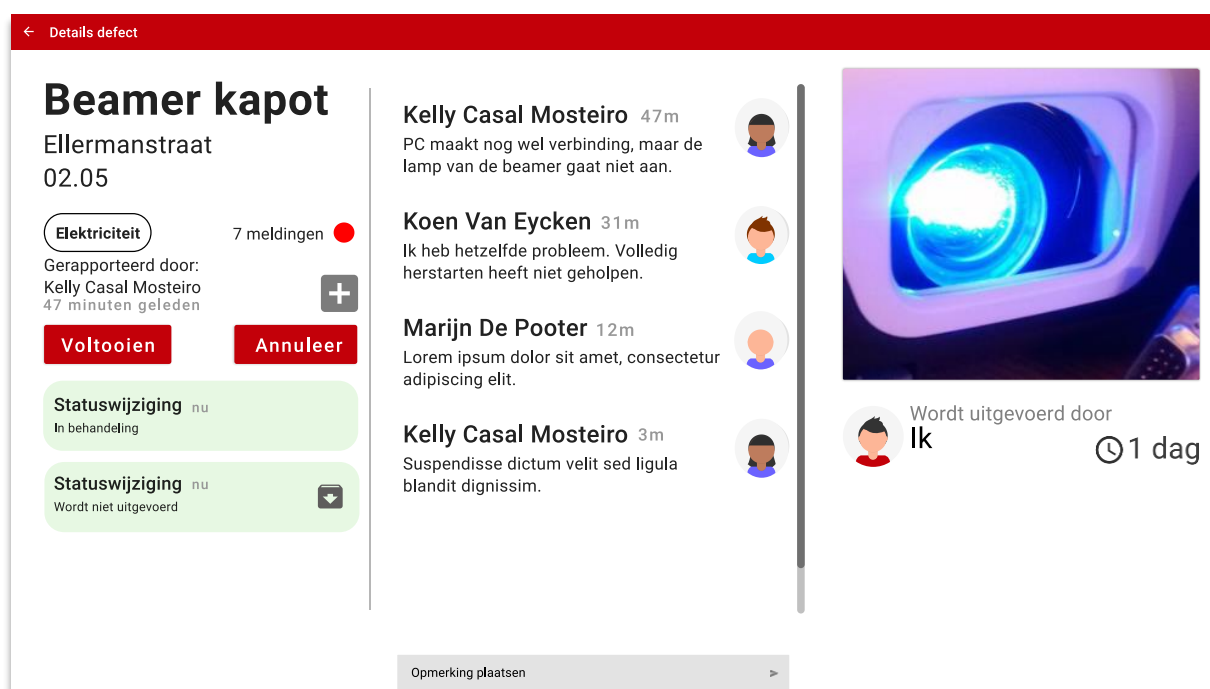 Details defect
Beamer kapot
Ellermanstraat
02.05
Elektriciteit
7 meldingen
Gerapporteerd door:
Kelly Casal Mosteiro
47 minuten geleden
Voltooien
Annuleer
Statuswijziging nu
In behandeling
Statuswijziging nu
Wordt niet uitgevoerd
Kelly Casal Mosteiro 47m
PC maakt nog wel verbinding, maar de
lamp van de beamer gaat niet aan.
Koen Van Eycken 31m
Ik heb hetzelfde probleem. Volledig
herstarten heeft niet geholpen.
Marijn De Pooter 12m
Lorem ipsum dolor sit amet, consectetur
adipiscing elit.
Kelly Casal Mosteiro 3m
Suspendisse dictum velit sed ligula
blandit dignissim.
Opmerking plaatsen
Wordt uitgevoerd door
Ik
1 dag